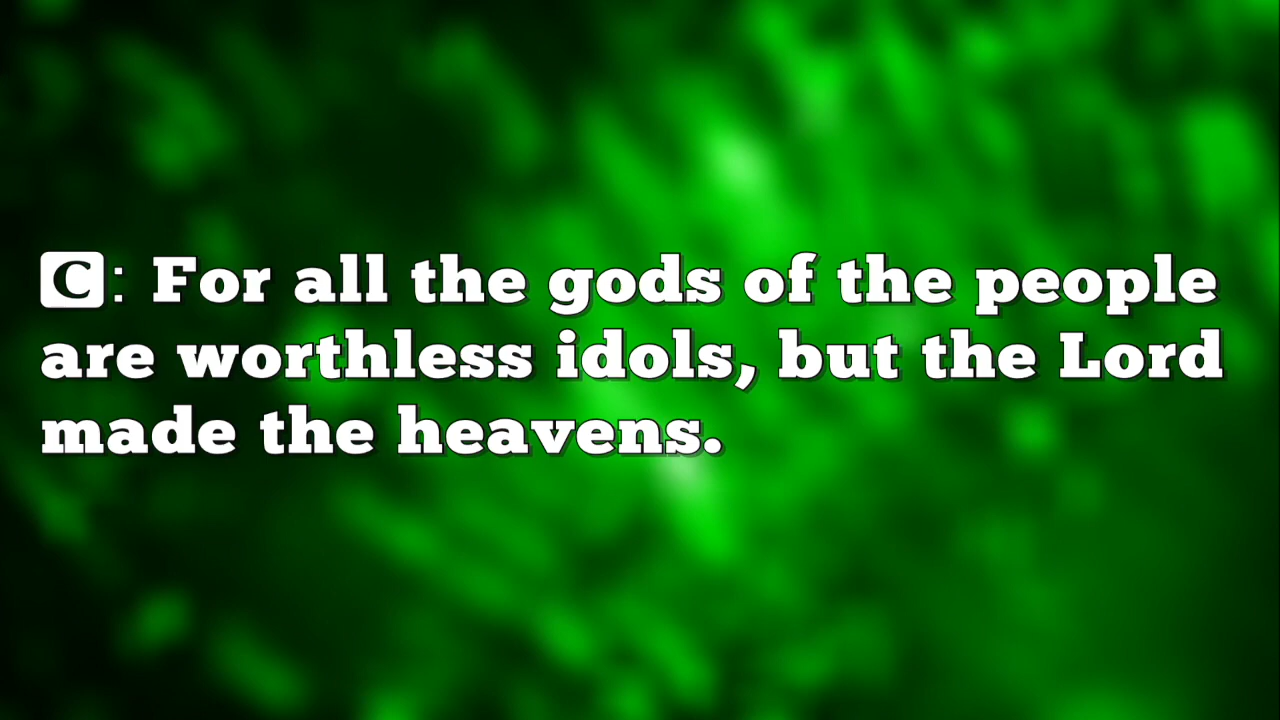 C: For all the gods of the people
are worthless idols, but the Lord
made the heavens.